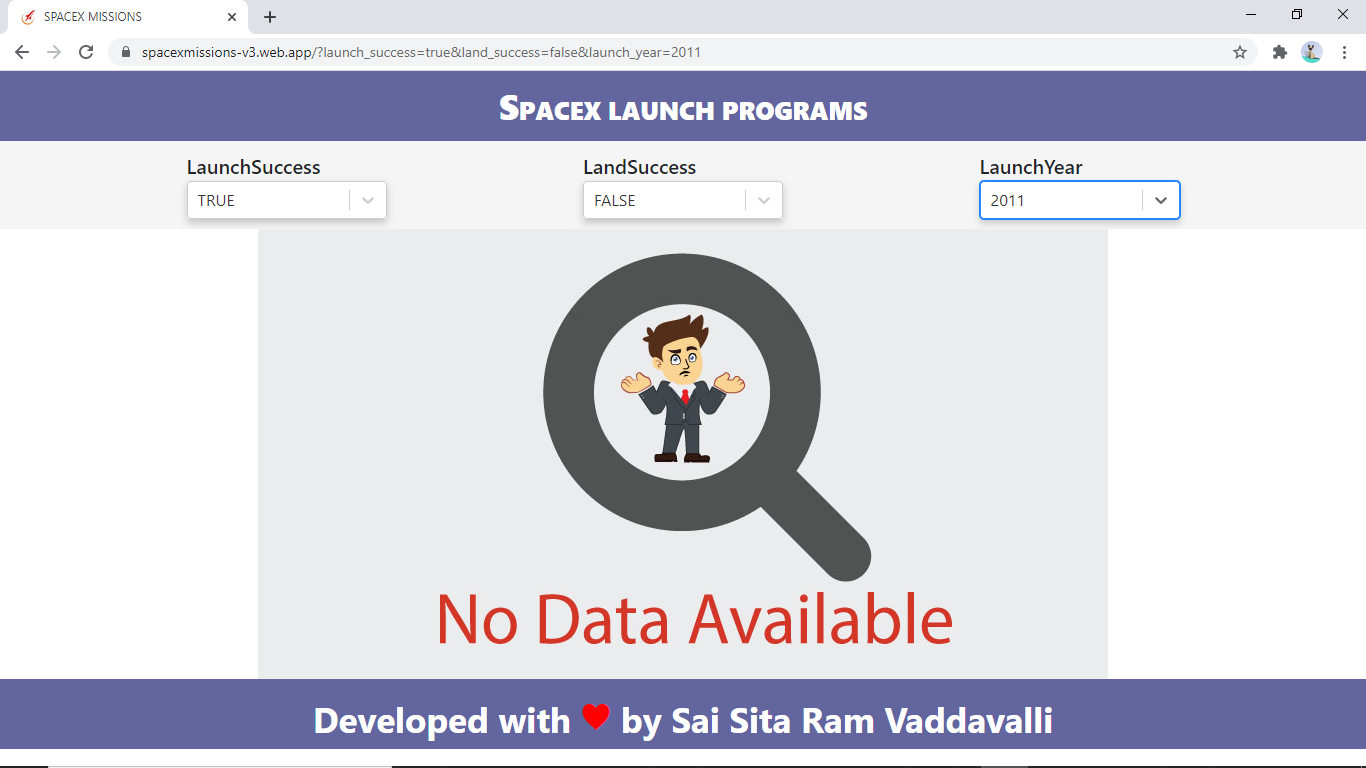 SPACEX MISSIONS
spacexmissions-v3.web.app/?launch_success=true&land_success=false&launch_year=2011
Spacex launch programs
LaunchSuccess LandSuccess LaunchYear
TRUE FALSE 2011
No Data Available
Developed with ❤ by Sai Sita Ram Vaddavalli